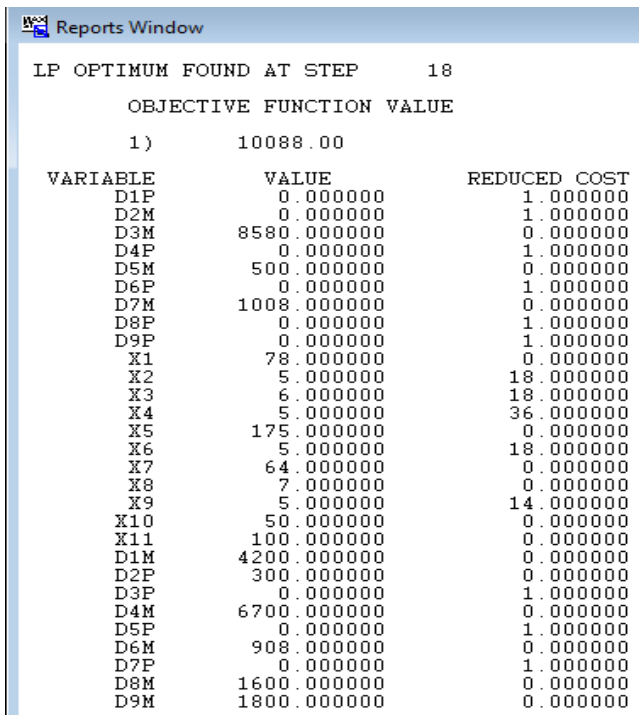 Reports Window
LP OPTIMUM FOUND AT STEP 18
OBJECTIVE FUNCTION VALUE
1) 10088.00
VARIABLE VALUE REDUCED COST
D1P 0.000000 1.000000
D2M 0.000000 1.000000
D3M 8580.000000 0.000000
D4P 0.000000 1.000000
D5M 500.000000 0.000000
D6P 0.000000 1.000000
D7M 1008.000000 0.000000
D8P 0.000000 1.000000
D9P 0.000000 1.000000
X1 78.000000 0.000000
X2 5.000000 18.000000
X3 6.000000 18.000000
X4 5.000000 36.000000
X5 175.000000 0.000000
X6 5.000000 18.000000
X7 64.000000 0.000000
X8 7.000000 0.000000
X9 5.000000 14.000000
X10 50.000000 0.000000
X11 100.000000 0.000000
D1M 4200.000000 0.000000
D2P 300.000000 0.000000
D3P 0.000000 1.000000
D4M 6700.000000 0.000000
D5P 0.000000 1.000000
D6M 908.000000 0.000000
D7P 0.000000 1.000000
D8M 1600.000000 0.000000
D9M 1800.000000 0.000000